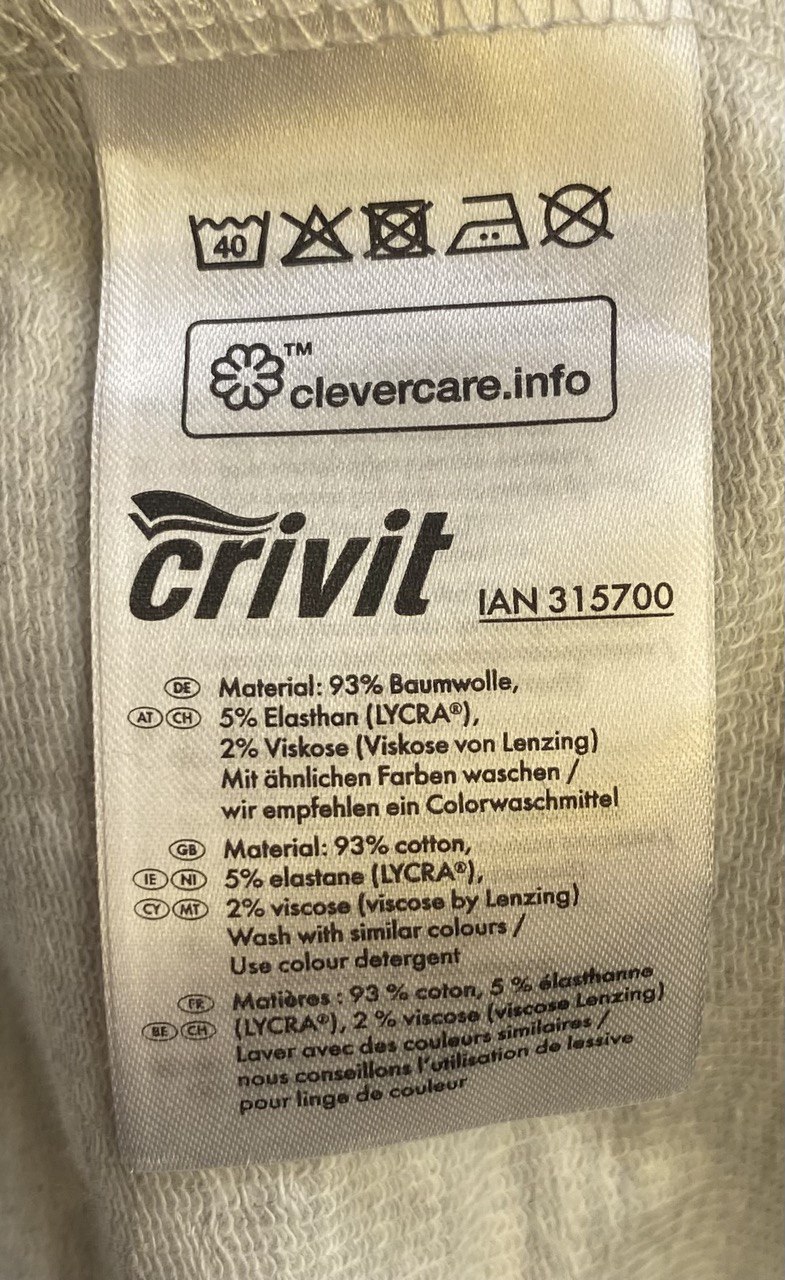 40
™
clevercare.info
crivit
IAN 315700
DE Material: 93% Baumwolle,
AT CH 5% Elasthan (LYCRA®),
2% Viskose (Viskose von Lenzing)
Mit ähnlichen Farben waschen /
wir empfehlen ein Colorwaschmittel
GB Material: 93% cotton,
IE NI 5% elastane (LYCRA®),
CY MT 2% viscose (viscose by Lenzing)
Wash with similar colours /
Use colour detergent
FR Matières : 93 % coton, 5 % élasthanne
BE CH (LYCRA®), 2 % viscose (viscose Lenzing)
Laver avec des couleurs similaires /
nous conseillons l'utilisation de lessive
pour linge de couleur